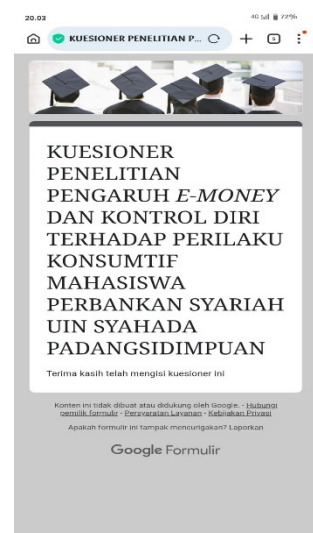 20.03
4G 72%
KUESIONER PENELITIAN P...
5
KUESIONER
PENELITIAN
PENGARUH E-MONEY
DAN KONTROL DIRI
TERHADAP PERILAKU
KONSUMTIF
MAHASISWA
PERBANKAN SYARIAH
UIN SYAHADA
PADANGSIDIMPUAN
Terima kasih telah mengisi kuesioner ini
Konten ini tidak dibuat atau didukung oleh Google. - Hubungi
pemilik formulir - Persyaratan Layanan - Kebijakan Privasi
Apakah formulir ini tampak mencurigakan? Laporkan
Google Formulir